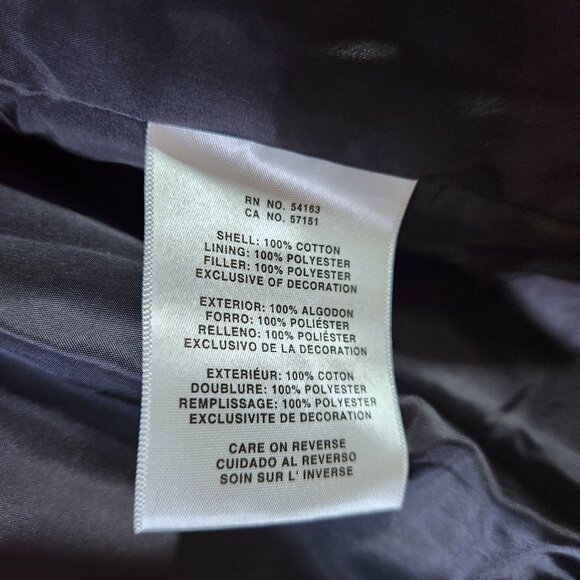 RN NO. 54163
CA NO. 57151
SHELL: 100% COTTON
LINING: 100% POLYESTER
FILLER: 100% POLYESTER
EXCLUSIVE OF DECORATION
EXTERIOR: 100% ALGODON
FORRO: 100% POLIÉSTER
RELLENO: 100% POLIÉSTER
EXCLUSIVO DE LA DECORATION
EXTERIEÚR: 100% COTON
DOUBLURE: 100% POLYESTER
REMPLISSAGE: 100% POLYESTER
EXCLUSIVITE DE DECORATION
CARE ON REVERSE
CUIDADO AL REVERSO
SOIN SUR L' INVERSE